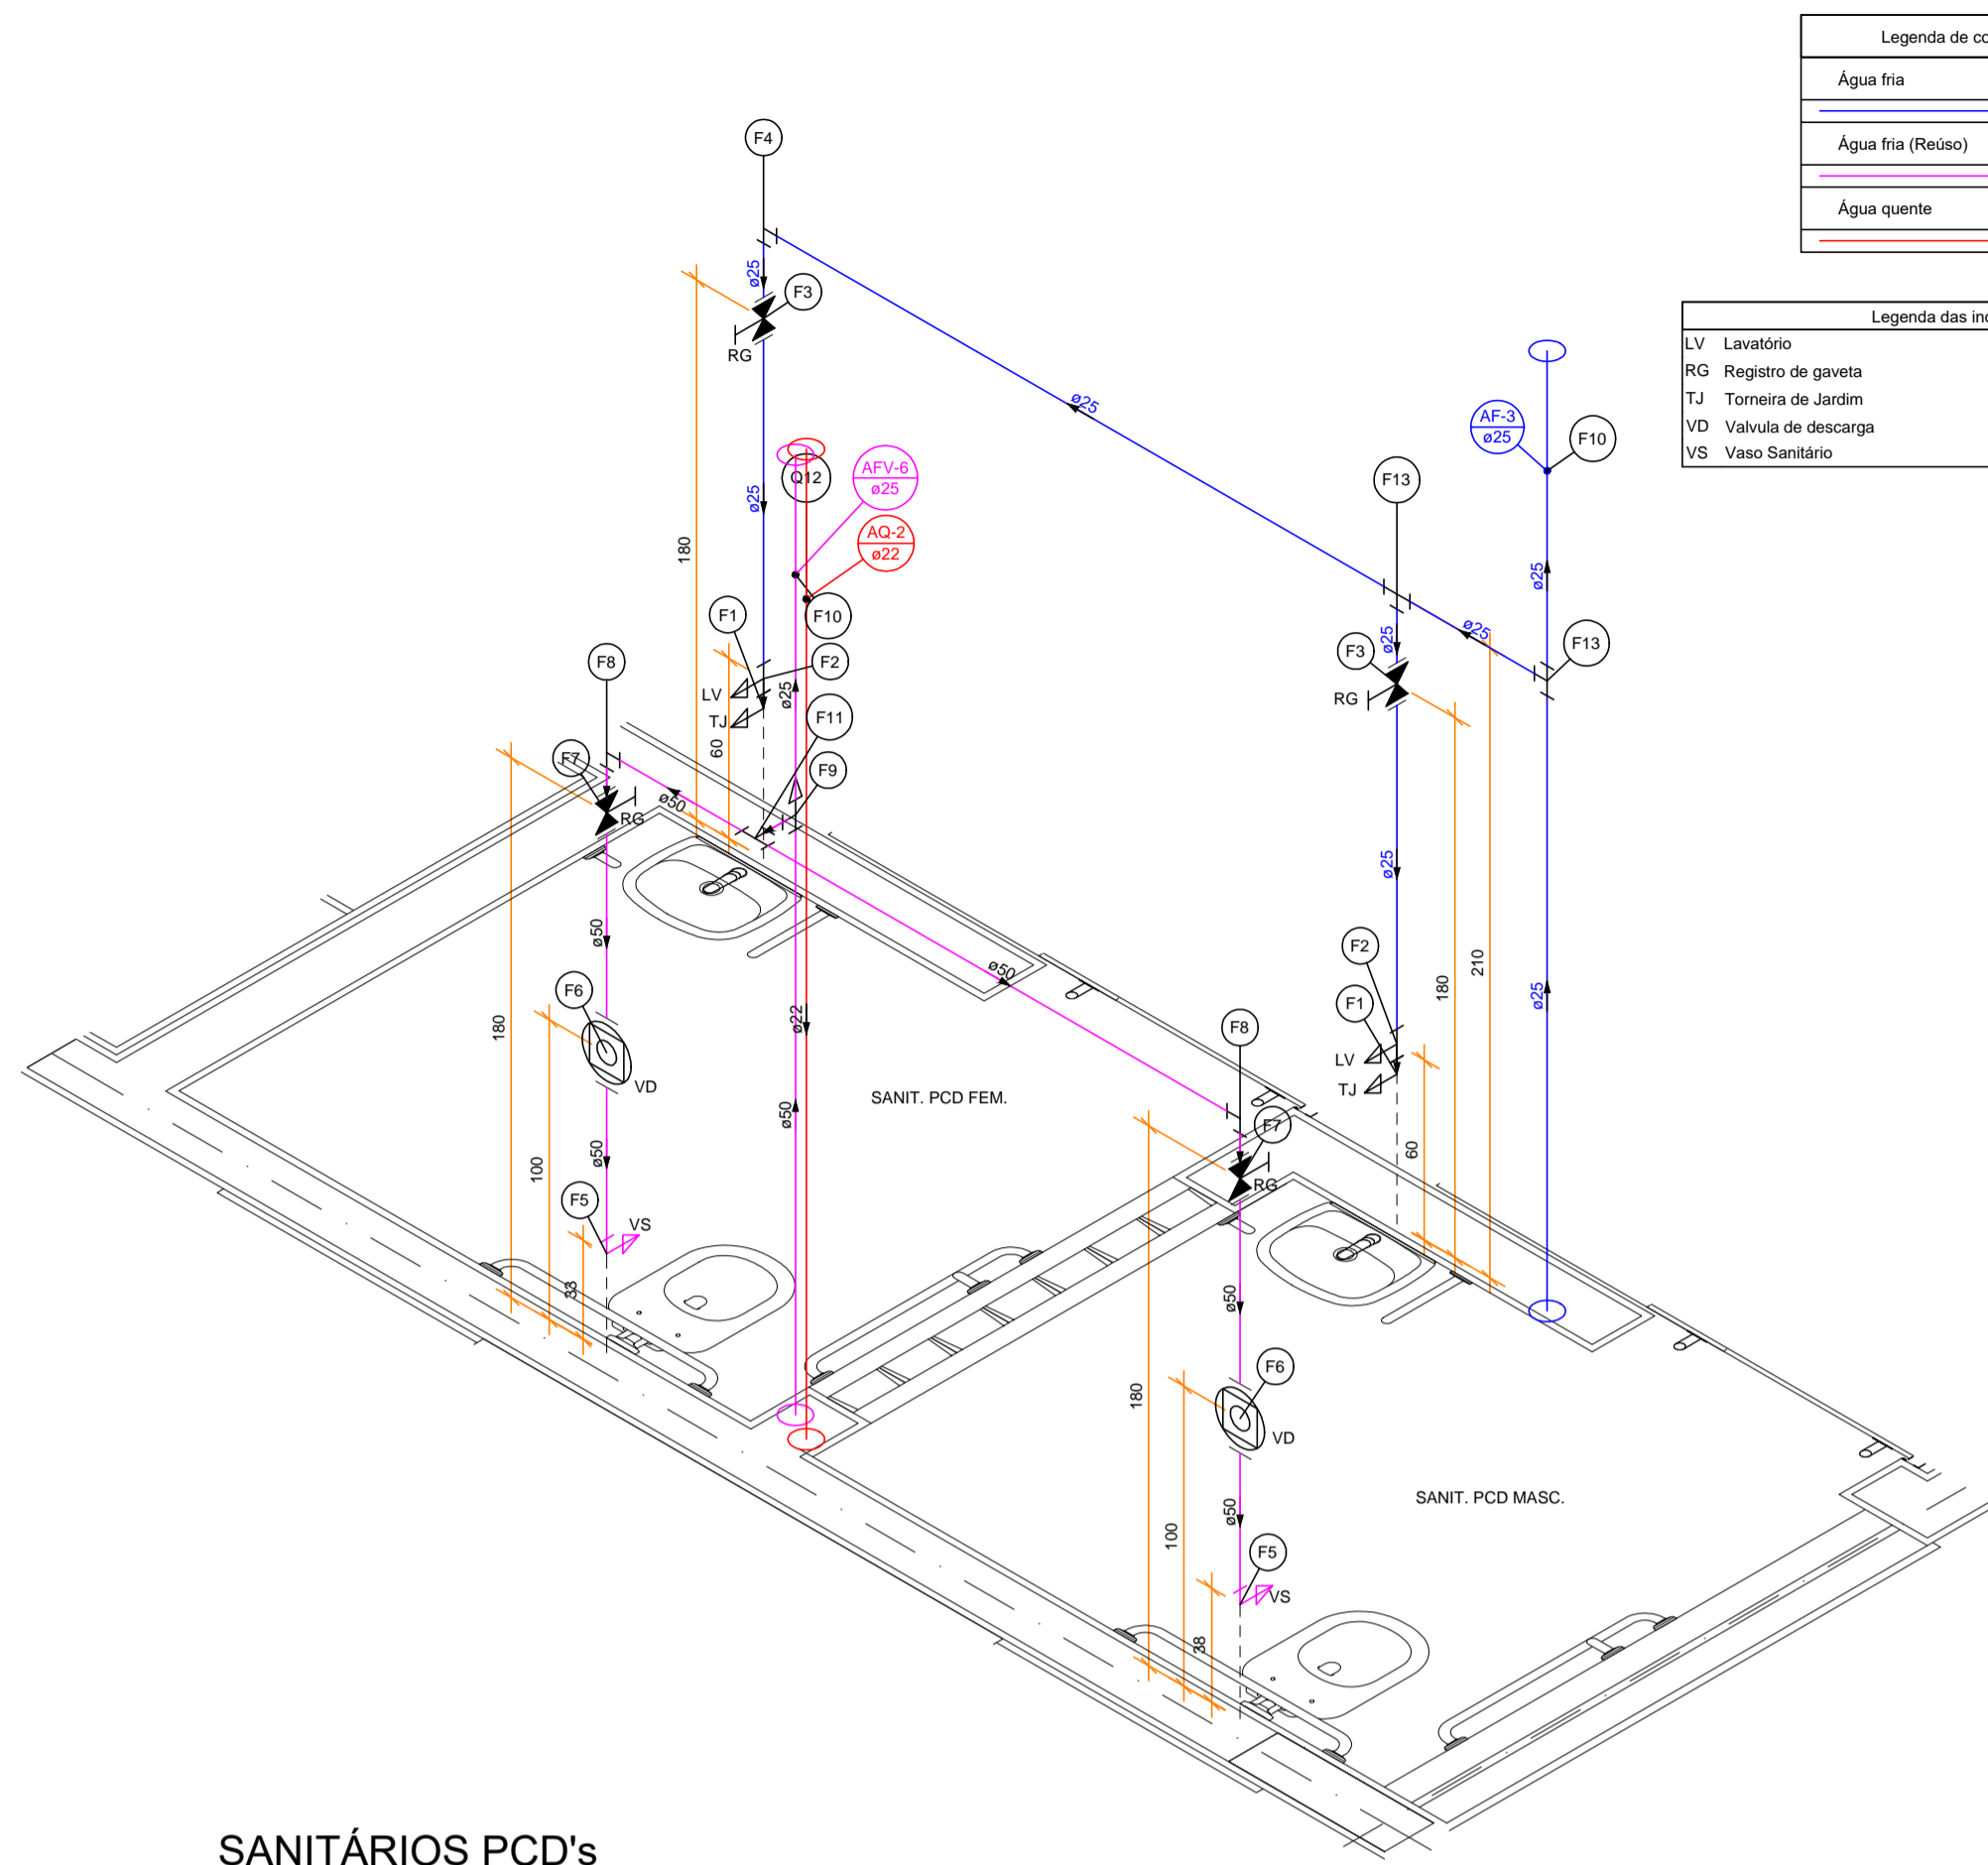 Legenda de co
Água fria
Água fria (Reúso)
Água quente
Legenda das ind
LV Lavatório
RG Registro de gaveta
TJ Torneira de Jardim
VD Valvula de descarga
VS Vaso Sanitário
F4
ø25
F3
RG
ø25
AF-3
ø25
F10
180
ø25
Q12
AFV-6
ø25
F13
AQ-2
ø22
ø25
F1
F10
ø25
ø25
F13
F8
F2
F3
LV
ø25
RG
TJ
F11
60
F7
F9
ø50
RG
ø25
ø50
F2
210
180
ø50
ø25
F6
F1
180
ø22
F8
LV
VD
TJ
SANIT. PCD FEM.
ø50
F7
ø50
60
100
RG
F5
VS
38
ø50
F6
180
VD
100
SANIT. PCD MASC.
ø50
F5
VS
38
SANITÁRIOS PCD's